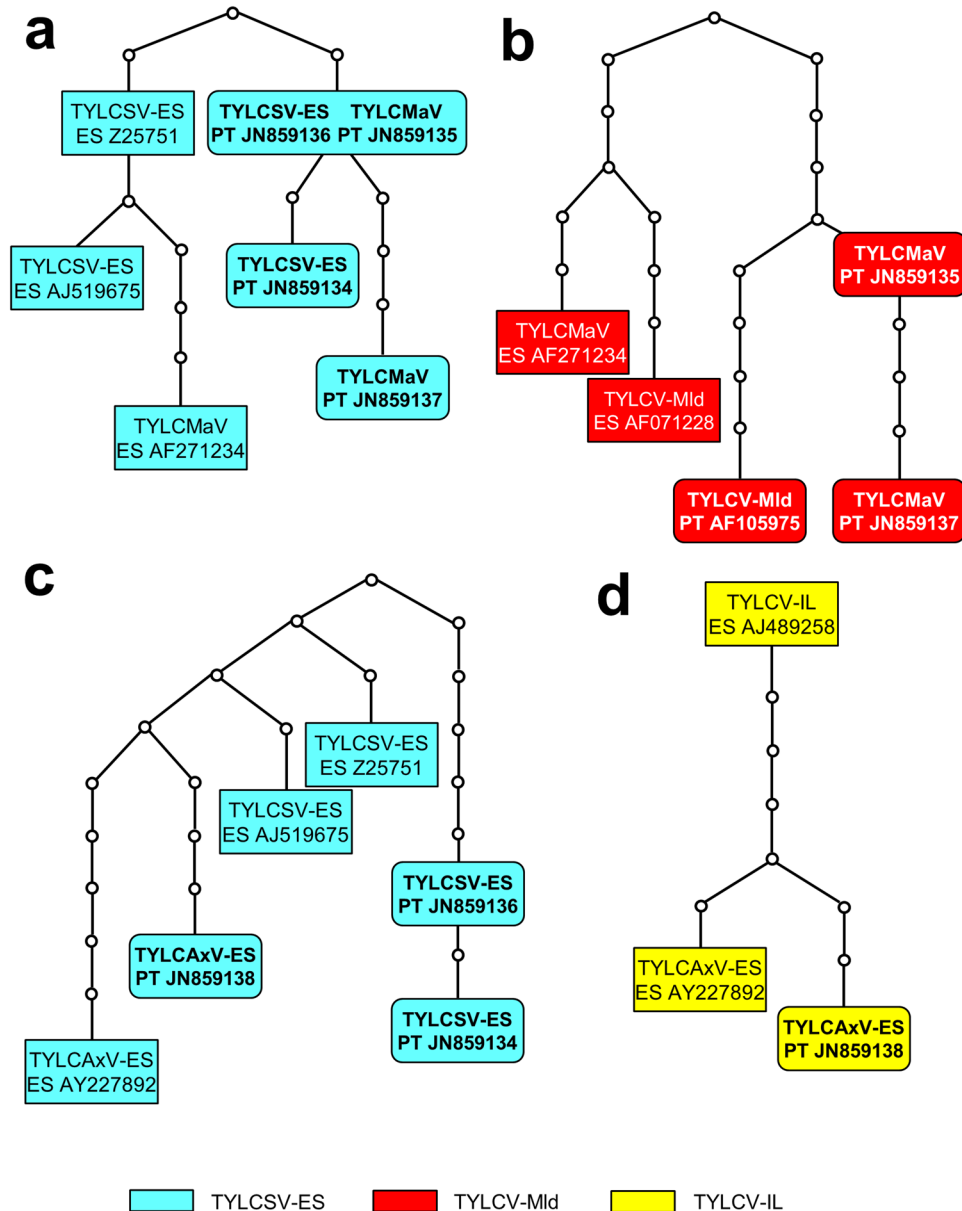 a
TYLCSV-ES
ES Z25751
TYLCSV-ES TYLCMaV
PT JN859136 PT JN859135
TYLCSV-ES
ES AJ519675
TYLCSV-ES
PT JN859134
TYLCMaV
PT JN859137
TYLCMaV
ES AF271234
b
TYLCMaV
PT JN859135
TYLCMaV
ES AF271234
TYLCV-Mld
ES AF071228
TYLCV-Mld
PT AF105975
TYLCMaV
PT JN859137
c
TYLCSV-ES
ES Z25751
TYLCSV-ES
ES AJ519675
TYLCSV-ES
PT JN859136
TYLCAxV-ES
PT JN859138
TYLCSV-ES
PT JN859134
TYLCAxV-ES
ES AY227892
d
TYLCV-IL
ES AJ489258
TYLCAxV-ES
ES AY227892
TYLCAxV-ES
PT JN859138
TYLCSV-ES
TYLCV-Mld
TYLCV-IL